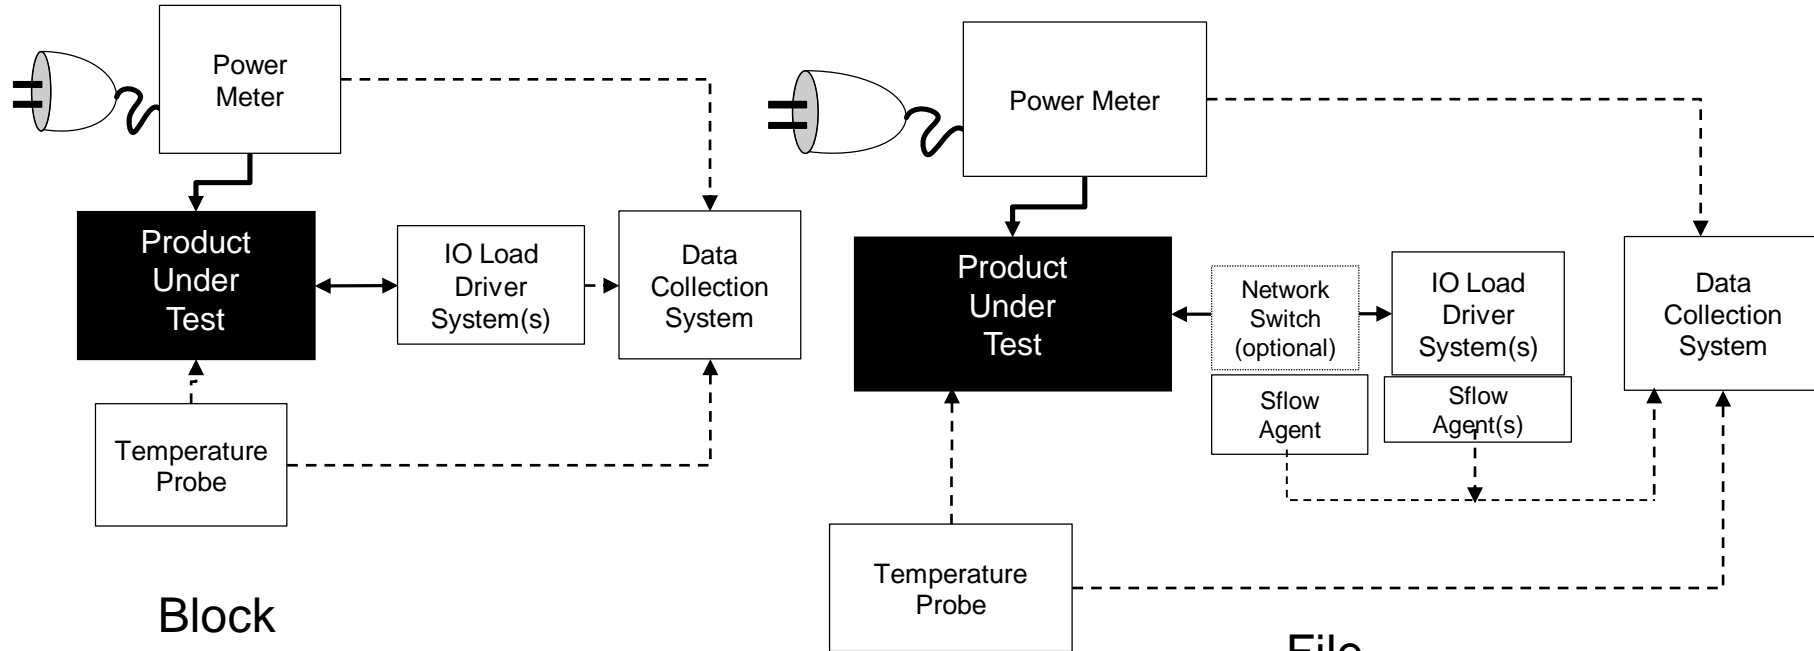 Power
Meter
Product
Under
Test
IO Load
Driver
System(s)
Data
Collection
System
Temperature
Probe
Block
Power Meter
Product
Under
Test
Network
Switch
(optional)
IO Load
Driver
System(s)
Sflow
Agent
Sflow
Agent(s)
Data
Collection
System
Temperature
Probe
File